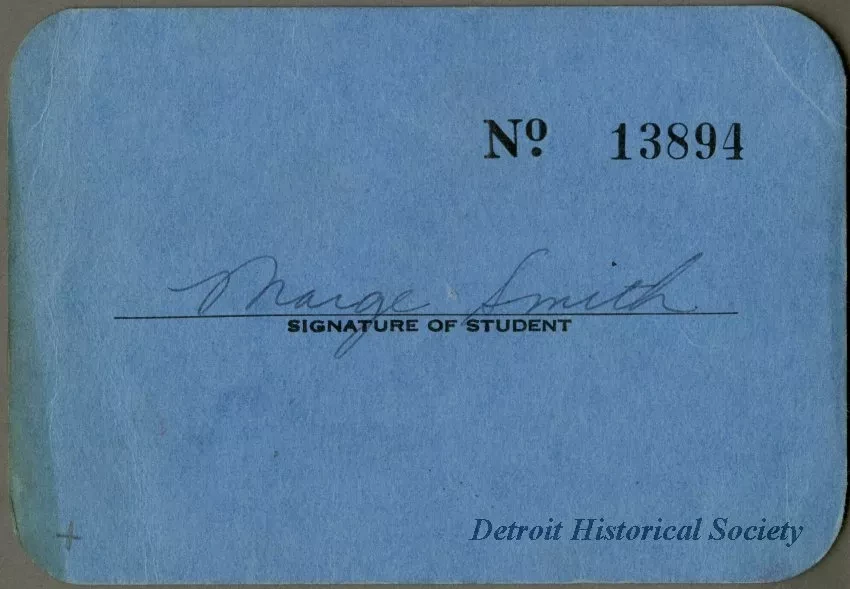 Nº 13894
Marge Smith
SIGNATURE OF STUDENT
Detroit Historical Society